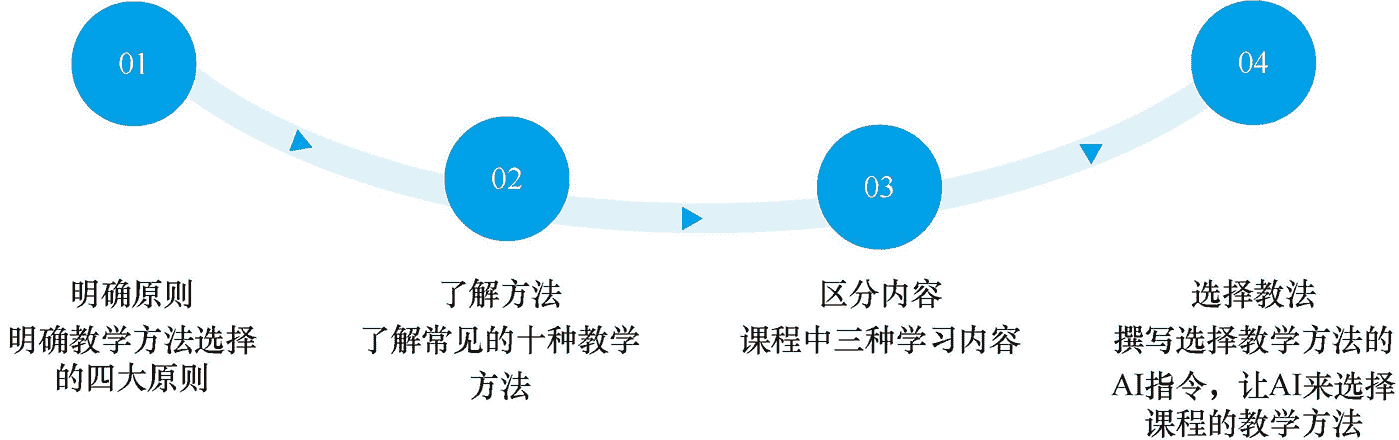 01
02
03
04
明确原则
明确教学方法选择
的四大原则
了解方法
了解常见的十种教学
方法
区分内容
课程中三种学习内容
选择教法
撰写选择教学方法的
AI指令，让AI来选择
课程的教学方法